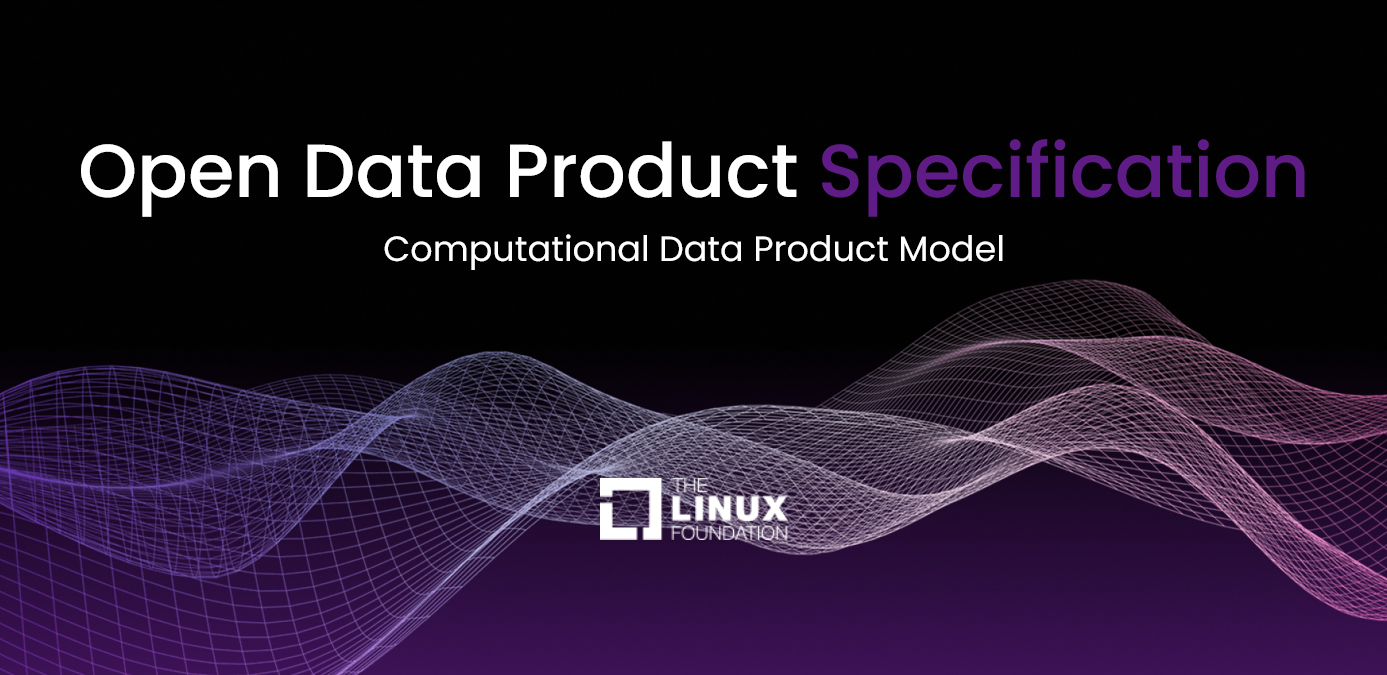 Open Data Product Specification
Computational Data Product Model
THE
LINUX
FOUNDATION